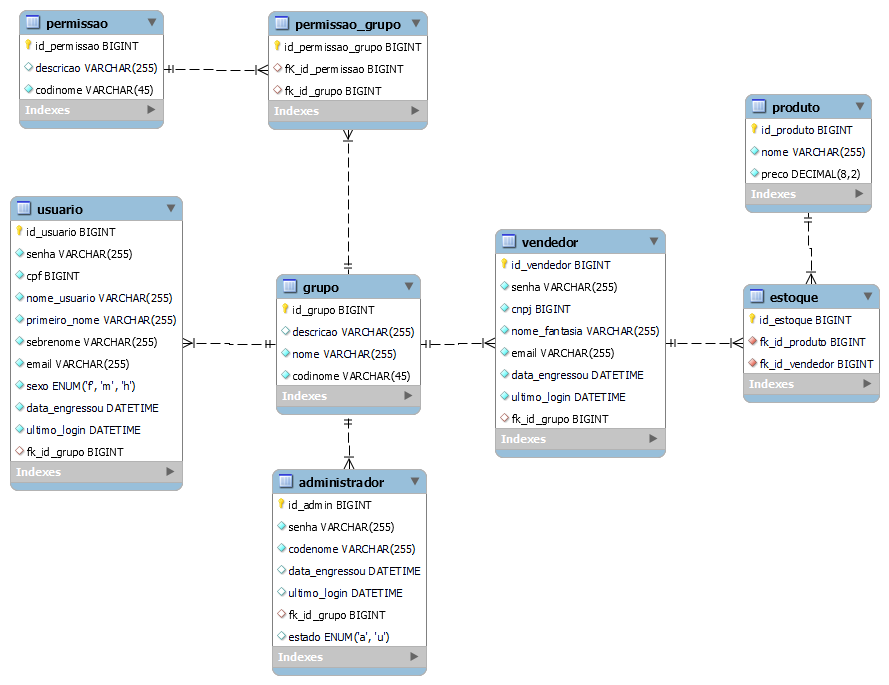 permissao
id_permissao BIGINT
descricao VARCHAR(255)
codinome VARCHAR(45)
Indexes
permissao_grupo
id_permissao_grupo BIGINT
fK_id_permissao BIGINT
fk_id_grupo BIGINT
Indexes
produto
id_produto BIGINT
nome VARCHAR(255)
preco DECIMAL(8,2)
Indexes
usuario
id_usuario BIGINT
senha VARCHAR(255)
cpf BIGINT
nome_usuario VARCHAR(255)
primeiro_nome VARCHAR(255)
sebrenome VARCHAR(255)
email VARCHAR(255)
sexo ENUM('f', 'm', 'h')
data_engressou DATETIME
ultimo_login DATETIME
fk_id_grupo BIGINT
Indexes
grupo
id_grupo BIGINT
descricao VARCHAR(255)
nome VARCHAR(255)
codinome VARCHAR(45)
Indexes
vendedor
id_vendedor BIGINT
senha VARCHAR(255)
cnpj BIGINT
nome_fantasia VARCHAR(255)
email VARCHAR(255)
data_engressou DATETIME
ultimo_login DATETIME
fk_id_grupo BIGINT
Indexes
estoque
id_estoque BIGINT
fk_id_produto BIGINT
fk_id_vendedor BIGINT
Indexes
administrador
id_admin BIGINT
senha VARCHAR(255)
codenome VARCHAR(255)
data_engressou DATETIME
ultimo_login DATETIME
fk_id_grupo BIGINT
estado ENUM('a', 'u')
Indexes